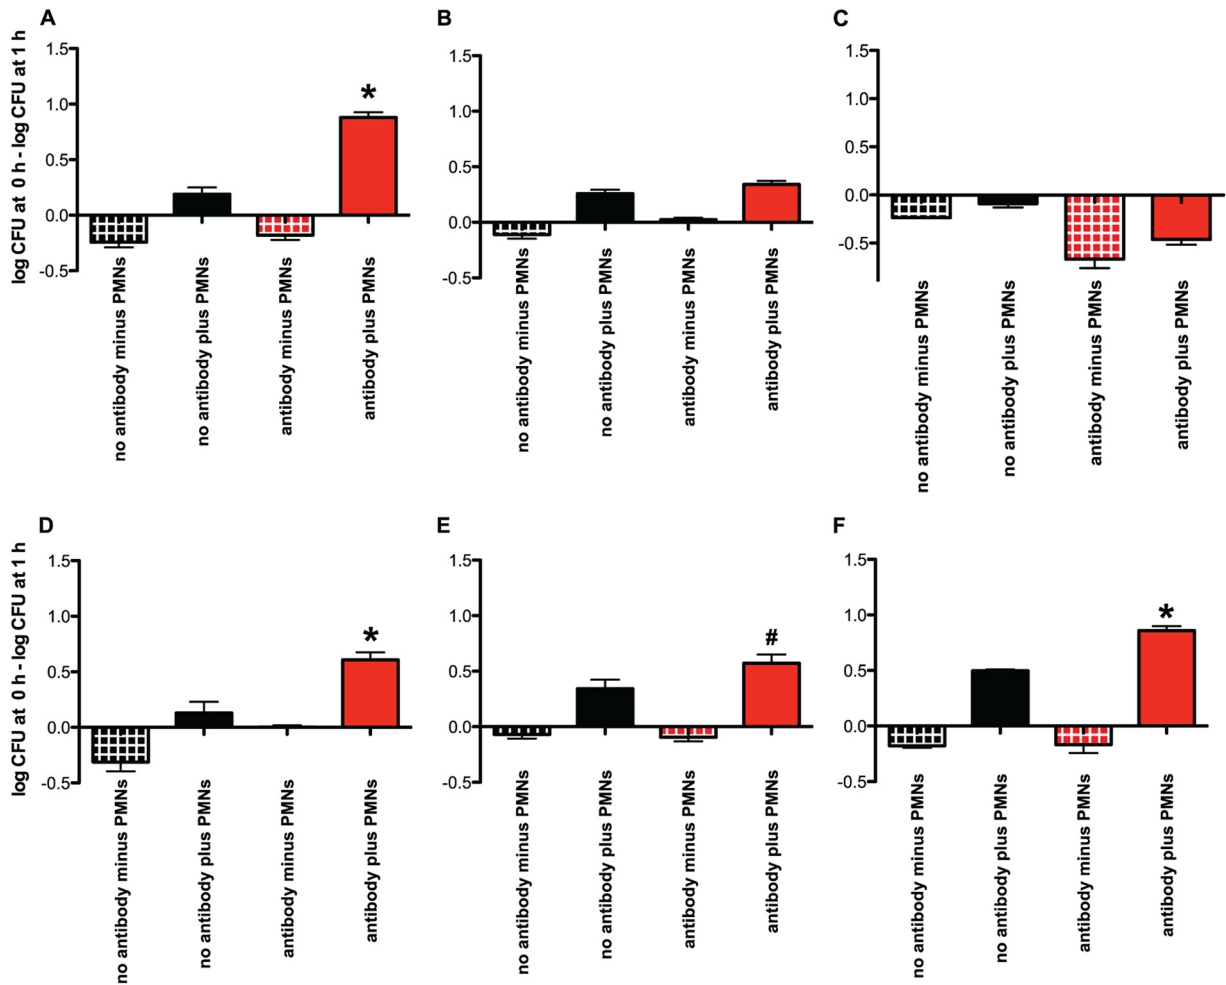 A
log CFU at 0 h - log CFU at 1 h
1.5
1.0
0.5
0.0
-0.5
*
no antibody minus PMNs
no antibody plus PMNs
antibody minus PMNs
antibody plus PMNs
B
1.5
1.0
0.5
0.0
-0.5
no antibody minus PMNs
no antibody plus PMNs
antibody minus PMNs
antibody plus PMNs
C
1.5
1.0
0.5
0.0
-0.5
no antibody minus PMNs
no antibody plus PMNs
antibody minus PMNs
antibody plus PMNs
D
log CFU at 0 h - log CFU at 1 h
1.5
1.0
0.5
0.0
-0.5
*
no antibody minus PMNs
no antibody plus PMNs
antibody minus PMNs
antibody plus PMNs
E
1.5
1.0
0.5
0.0
-0.5
#
no antibody minus PMNs
no antibody plus PMNs
antibody minus PMNs
antibody plus PMNs
F
1.5
1.0
0.5
0.0
-0.5
*
no antibody minus PMNs
no antibody plus PMNs
antibody minus PMNs
antibody plus PMNs